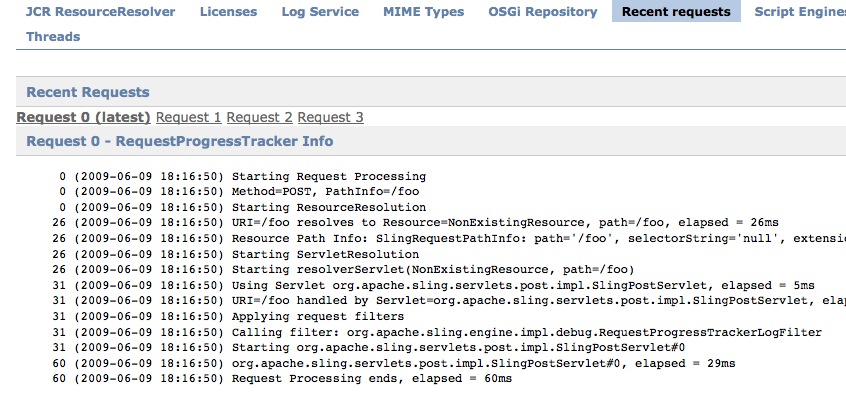 JCR ResourceResolver Licenses Log Service MIME Types OSGi Repository Recent requests Script Engines
Threads
Recent Requests
Request 0 (latest) Request 1 Request 2 Request 3
Request 0 - RequestProgressTracker Info
0 (2009-06-09 18:16:50) Starting Request Processing
0 (2009-06-09 18:16:50) Method=POST, PathInfo=/foo
0 (2009-06-09 18:16:50) Starting ResourceResolution
26 (2009-06-09 18:16:50) URI=/foo resolves to Resource=NonExistingResource, path=/foo, elapsed = 26ms
26 (2009-06-09 18:16:50) Resource Path Info: SlingRequestPathInfo: path='/foo', selectorString='null', extensi
26 (2009-06-09 18:16:50) Starting ServletResolution
26 (2009-06-09 18:16:50) Starting resolverServlet(NonExistingResource, path=/foo)
31 (2009-06-09 18:16:50) Using Servlet org.apache.sling.servlets.post.impl.SlingPostServlet, elapsed = 5ms
31 (2009-06-09 18:16:50) URI=/foo handled by Servlet=org.apache.sling.servlets.post.impl.SlingPostServlet, ela
31 (2009-06-09 18:16:50) Applying request filters
31 (2009-06-09 18:16:50) Calling filter: org.apache.sling.engine.impl.debug.RequestProgressTrackerLogFilter
31 (2009-06-09 18:16:50) Starting org.apache.sling.servlets.post.impl.SlingPostServlet#0
60 (2009-06-09 18:16:50) org.apache.sling.servlets.post.impl.SlingPostServlet#0, elapsed = 29ms
60 (2009-06-09 18:16:50) Request Processing ends, elapsed = 60ms